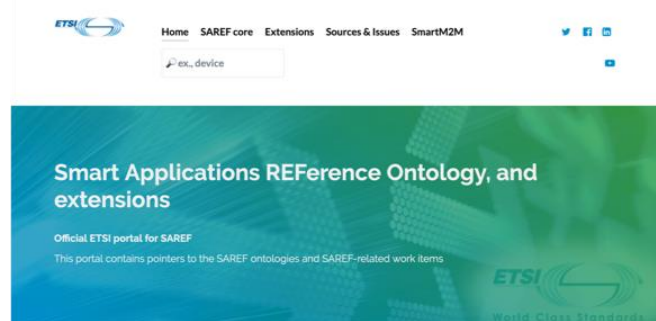 ETSI
Home SAREF core Extensions Sources & Issues SmartM2M
ex., device
Smart Applications REFerence Ontology, and
extensions
Official ETSI portal for SAREF
This portal contains pointers to the SAREF ontologies and SAREF-related work items
ETSI
World Class Standards